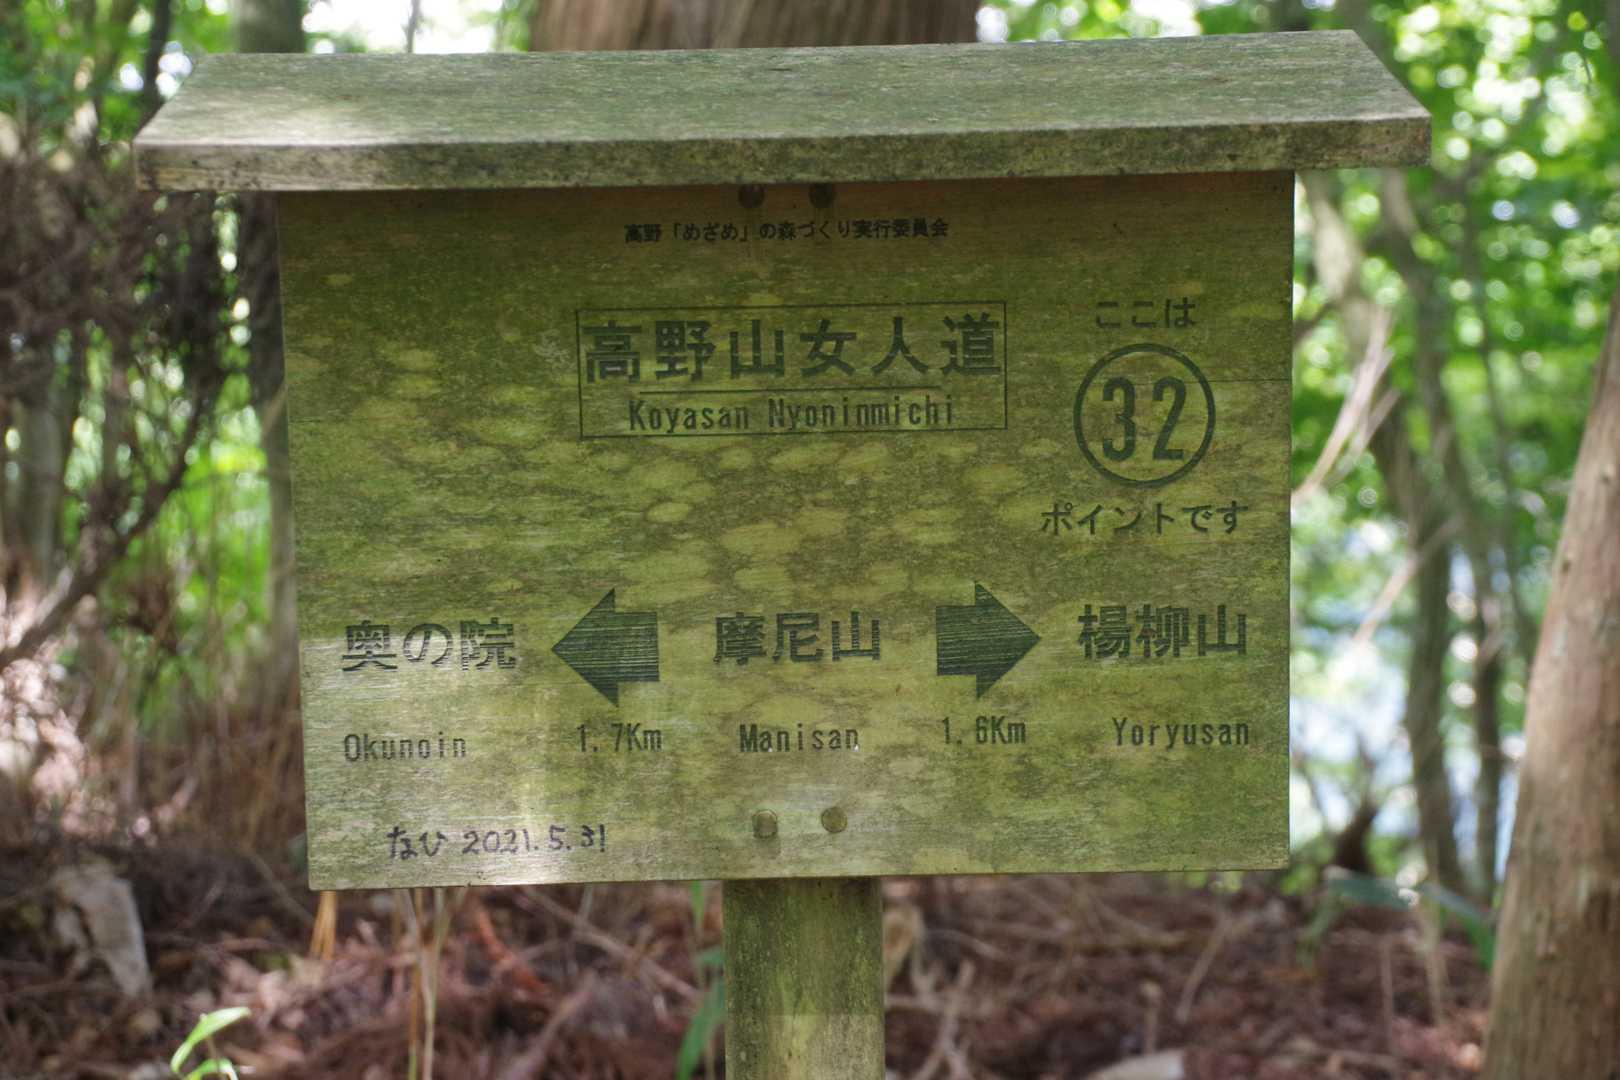 高野「めざめ」の森づくり実行委員会
高野山女人道
Koyasan Nyoninmichi
ここは
32
ポイントです
奥の院 摩尼山 楊柳山
Okunoin 1.7Km Manisan 1.6Km Yoryusan
なひ 2021.5.31